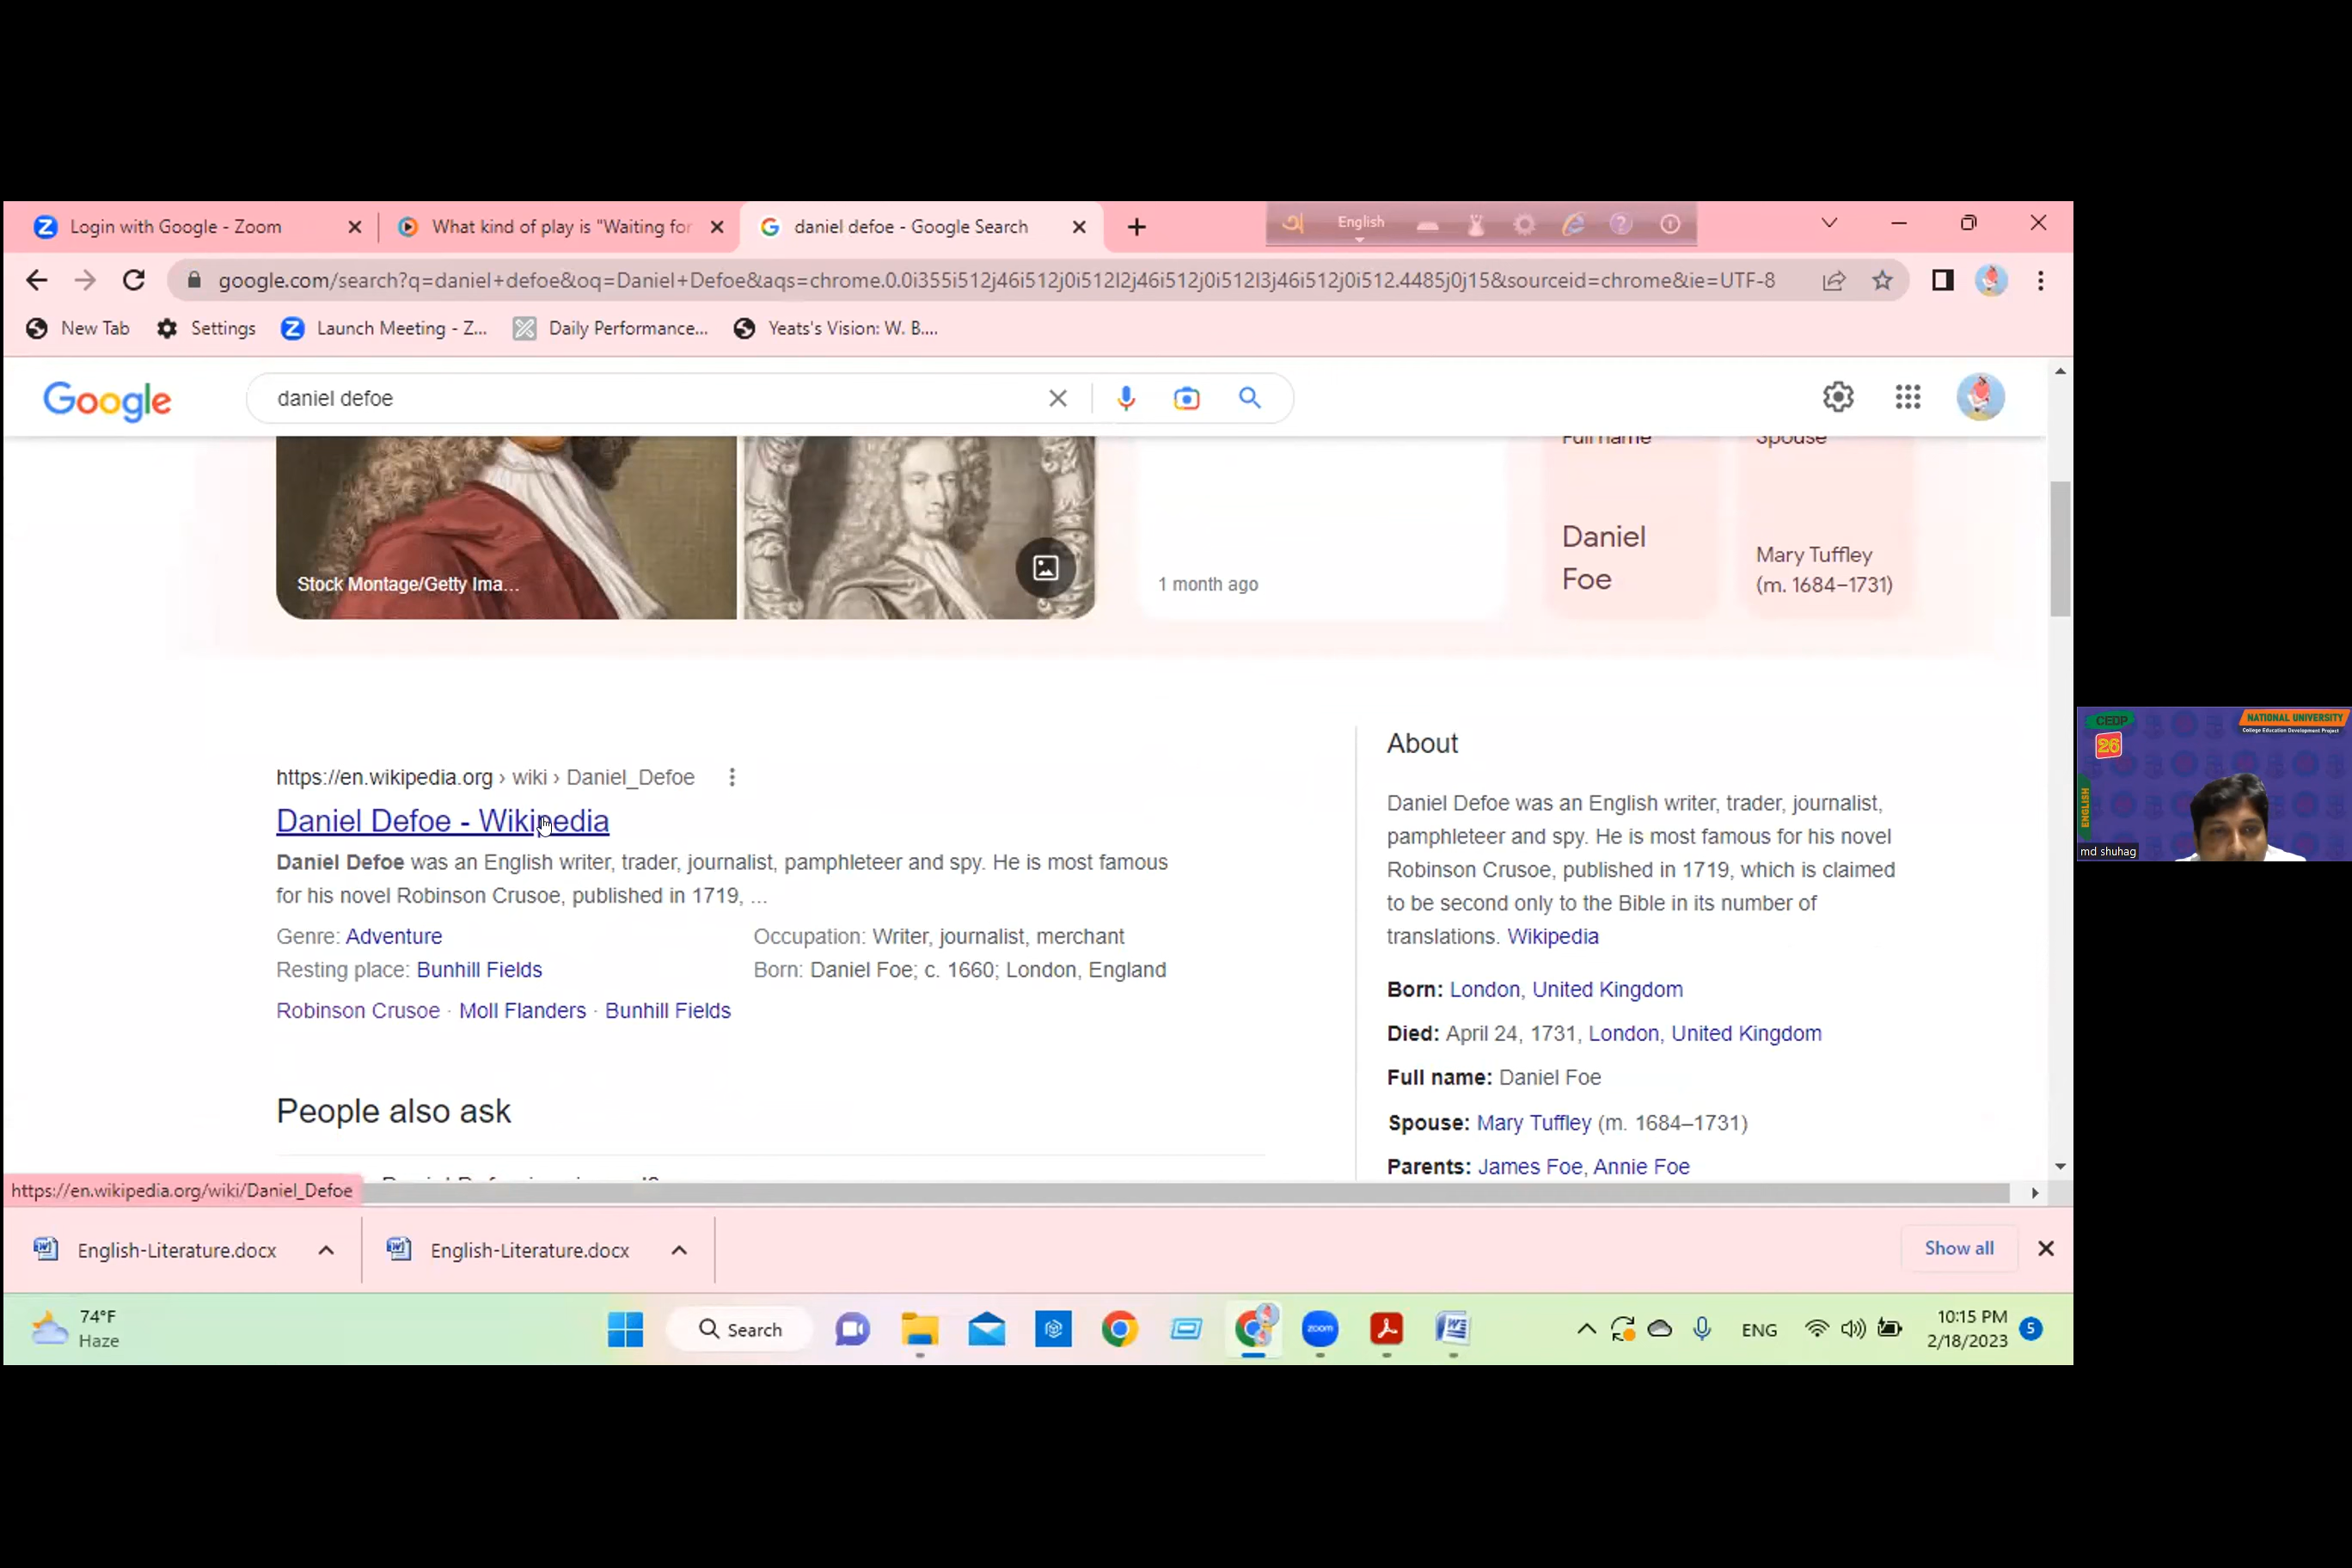 Login with Google - Zoom
What kind of play is "Waiting for
daniel defoe - Google Search
English
google.com/search?q=daniel+defoe&oq=Daniel+Defoe&aqs=chrome.0.0i355i512j46i512j0i512l2j46i512j0i512l3j46i512j0i512.4485j0j15&sourceid=chrome&ie=UTF-8
New Tab
Settings
Launch Meeting - Z...
Daily Performance...
Yeats's Vision: W. B....
Google
daniel defoe
Full name
Spouse
Daniel
Foe
Mary Tuffley
(m. 1684–1731)
Stock Montage/Getty Ima...
1 month ago
https://en.wikipedia.org › wiki › Daniel_Defoe
Daniel Defoe - Wikipedia
Daniel Defoe was an English writer, trader, journalist, pamphleteer and spy. He is most famous
for his novel Robinson Crusoe, published in 1719, ...
Genre: Adventure
Occupation: Writer, journalist, merchant
Resting place: Bunhill Fields
Born: Daniel Foe; c. 1660; London, England
Robinson Crusoe · Moll Flanders · Bunhill Fields
People also ask
About
Daniel Defoe was an English writer, trader, journalist,
pamphleteer and spy. He is most famous for his novel
Robinson Crusoe, published in 1719, which is claimed
to be second only to the Bible in its number of
translations. Wikipedia
Born: London, United Kingdom
Died: April 24, 1731, London, United Kingdom
Full name: Daniel Foe
Spouse: Mary Tuffley (m. 1684–1731)
Parents: James Foe, Annie Foe
https://en.wikipedia.org/wiki/Daniel_Defoe
English-Literature.docx
English-Literature.docx
Show all
74°F
Haze
Search
zoom
ENG
10:15 PM
2/18/2023
5
CEDP
26
NATIONAL UNIVERSITY
College Education Development Project
ENGLISH
md shuhag